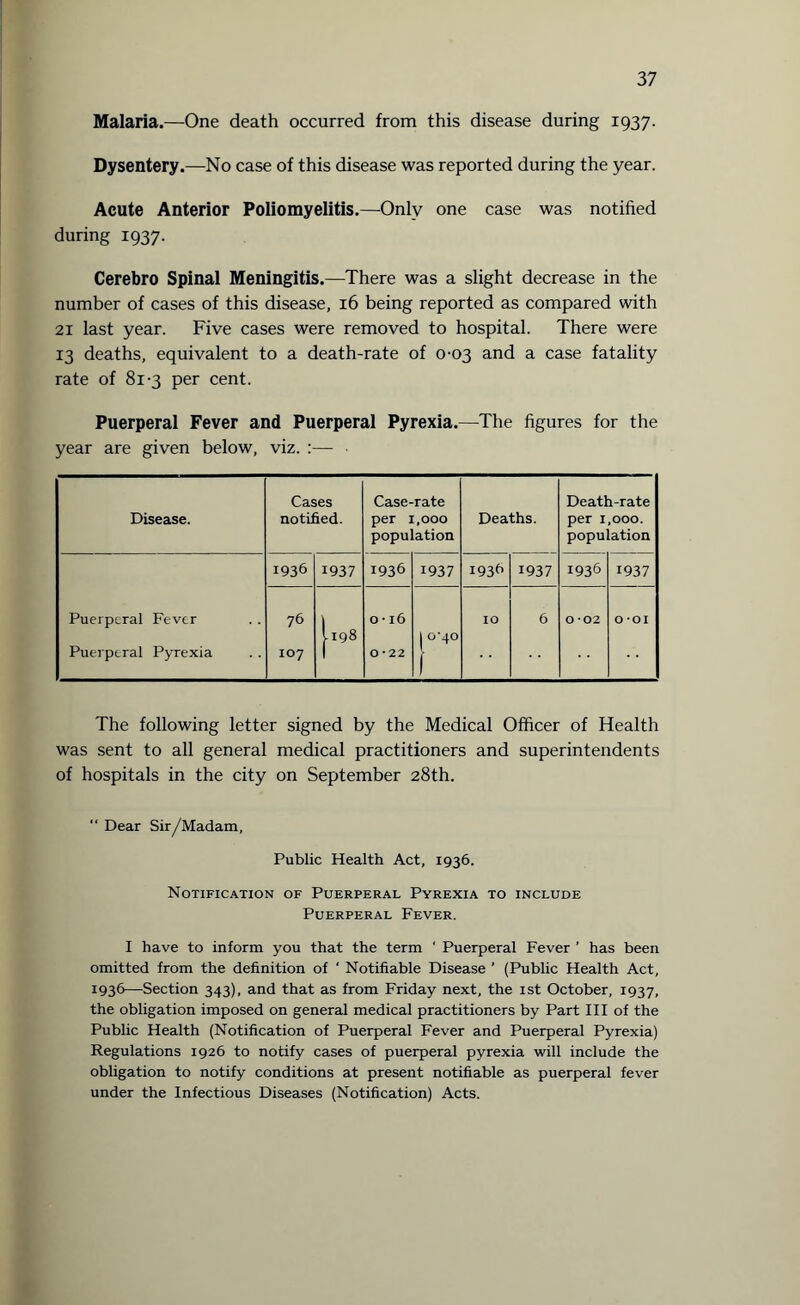 37
Malaria.—One death occurred from this disease during 1937.
Dysentery.—No case of this disease was reported during the year.
Acute Anterior Poliomyelitis.—Only one case was notified
during 1937.
Cerebro Spinal Meningitis.—There was a slight decrease in the
number of cases of this disease, 16 being reported as compared with
21 last year. Five cases were removed to hospital. There were
13 deaths, equivalent to a death-rate of 0·03 and a case fatality
rate of 81·3 per cent.
Puerperal Fever and Puerperal Pyrexia.—The figures for the
year are given below, viz. :—
Disease. Cases notified. Case-rate per 1,000 population Deaths. Death-rate per 1,000. population
1936 1937 1936 1937 1936 1937 1936 1937
Puerperal Fever .. 76 0·16 10 6 0·02 0·01
}198 }0·40
Puerperal Pyrexia .. 107 0·22 .. .. .. ..
The following letter signed by the Medical Officer of Health
was sent to all general medical practitioners and superintendents
of hospitals in the city on September 28th.
" Dear Sir/Madam,
Public Health Act, 1936.
Notification of Puerperal Pyrexia to include
Puerperal Fever.
I have to inform you that the term ' Puerperal Fever ' has been
omitted from the definition of ' Notifiable Disease ' (Public Health Act,
1936—Section 343), and that as from Friday next, the 1st October, 1937,
the obligation imposed on general medical practitioners by Part III of the
Public Health (Notification of Puerperal Fever and Puerperal Pyrexia)
Regulations 1926 to notify cases of puerperal pyrexia will include the
obligation to notify conditions at present notifiable as puerperal fever
under the Infectious Diseases (Notification) Acts.